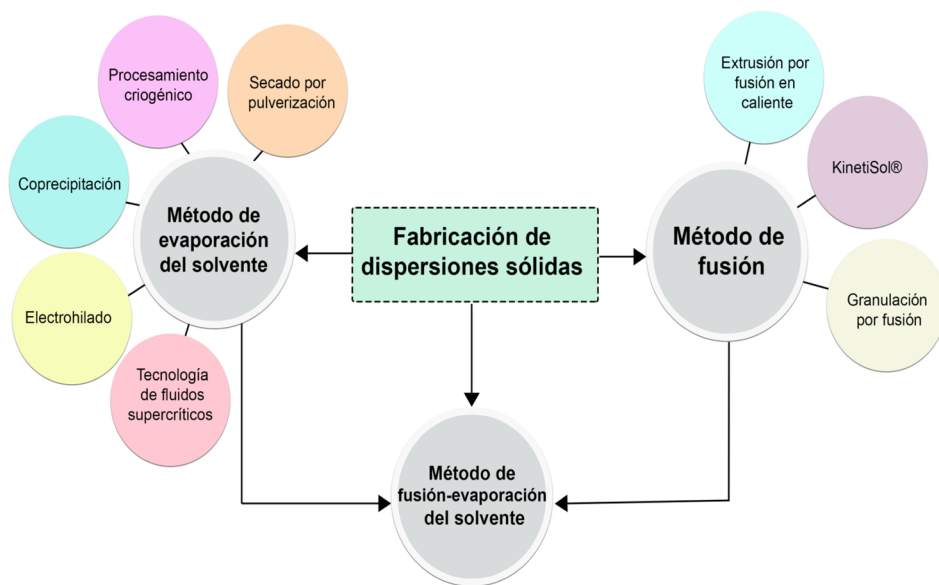 Procesamiento
criogénico
Secado por
pulverización
Coprecipitación
Método de
evaporación
del solvente
Electrohilado
Tecnología
de fluidos
supercríticos
Fabricación de
dispersiones sólidas
Extrusión por
fusión en
caliente
KinetiSol®
Método de
fusión
Granulación
por fusión
Método de
fusión-evaporación
del solvente